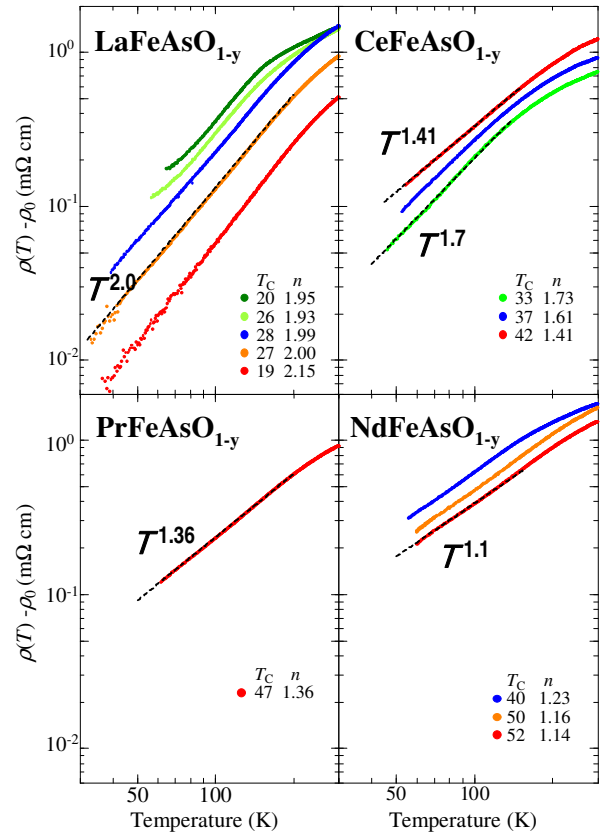 LaFeAsO1-y
CeFeAsO1-y
10^0
10^-1
10^-2
ρ(T) -ρ0 (mΩ cm)
T^2.0
TC n
20 1.95
26 1.93
28 1.99
27 2.00
19 2.15
T^1.41
T^1.7
TC n
33 1.73
37 1.61
42 1.41
PrFeAsO1-y
NdFeAsO1-y
10^0
10^-1
10^-2
ρ(T) -ρ0 (mΩ cm)
T^1.36
TC n
47 1.36
T^1.1
TC n
40 1.23
50 1.16
52 1.14
100
100
Temperature (K)
Temperature (K)